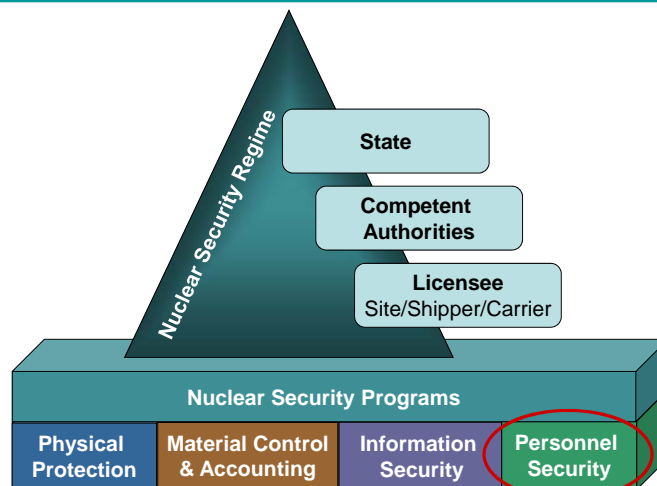 Nuclear Security Regime
State
Competent
Authorities
Licensee
Site/Shipper/Carrier
Nuclear Security Programs
Physical
Protection
Material Control
& Accounting
Information
Security
Personnel
Security